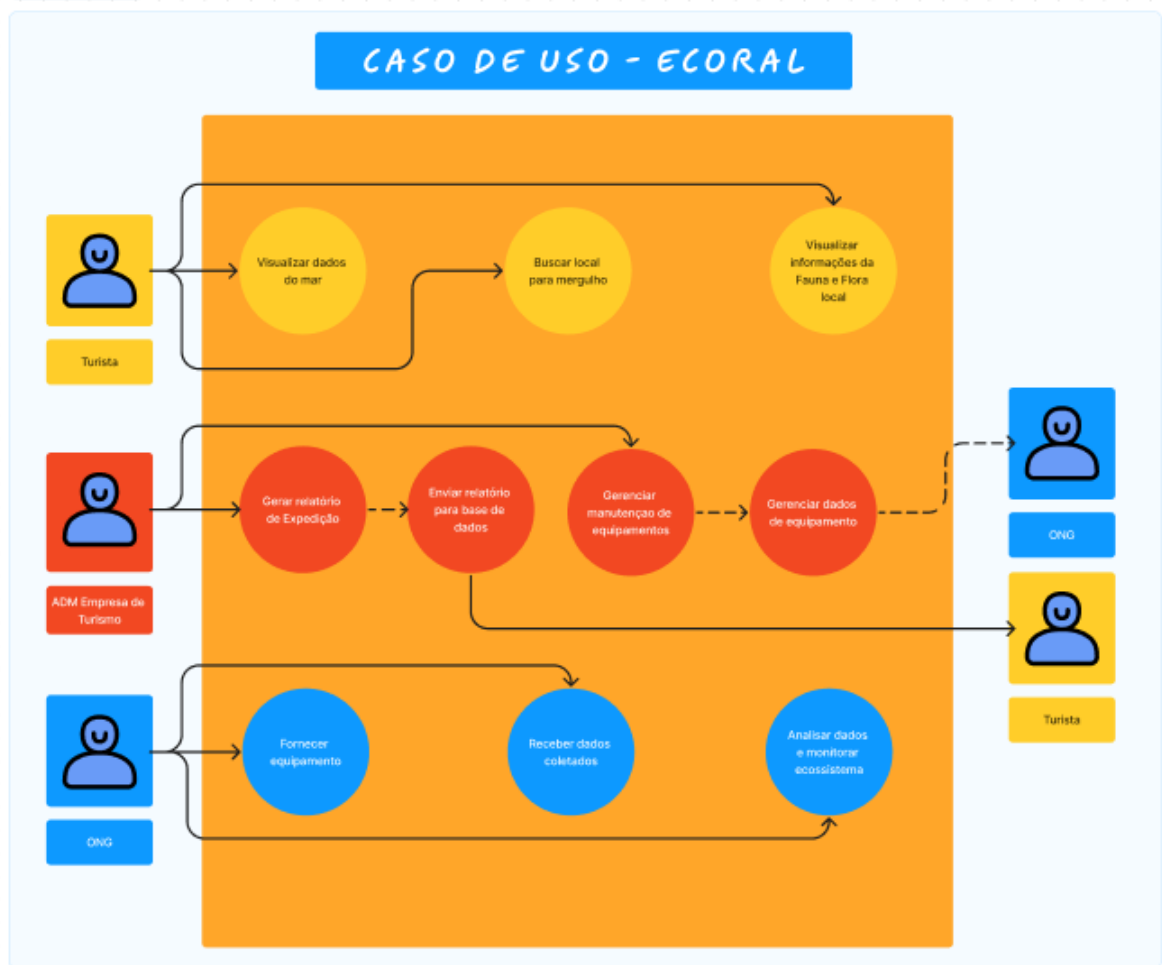 CASO DE USO - ECORAL
Visualizar dados
do mar
Buscar local
para mergulho
Visualizar
informações da
Fauna e Flora
local
Turista
Gerar relatório
de Expedição
Enviar relatório
para base de
dados
Gerenciar
manutençao de
equipamentos
Gerenciar dados
de equipamento
ONG
ADM Empresa de
Turismo
Turista
Fornecer
equipamento
Receber dados
coletados
Analisar dados
e monitorar
ecossistema
ONG